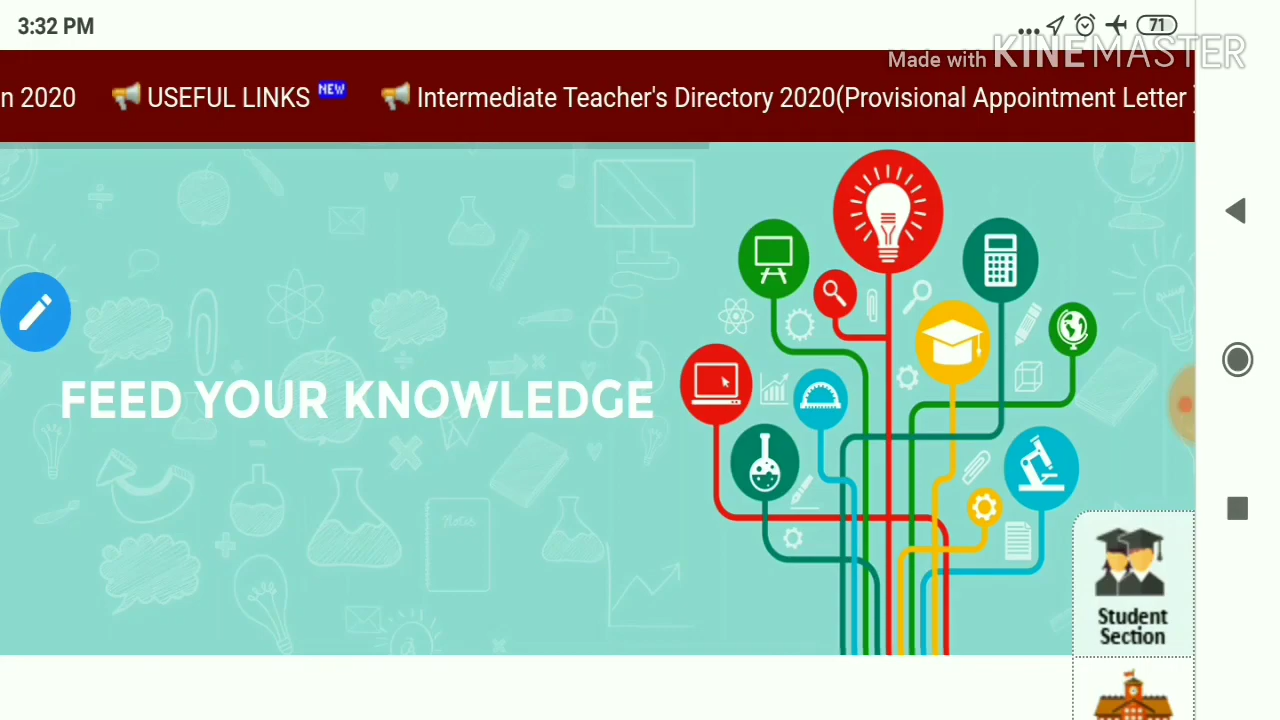 3:32 PM
71
Made with KINEMASTER
n 2020 USEFUL LINKS NEW Intermediate Teacher's Directory 2020(Provisional Appointment Letter
FEED YOUR KNOWLEDGE
Notes
Student
Section